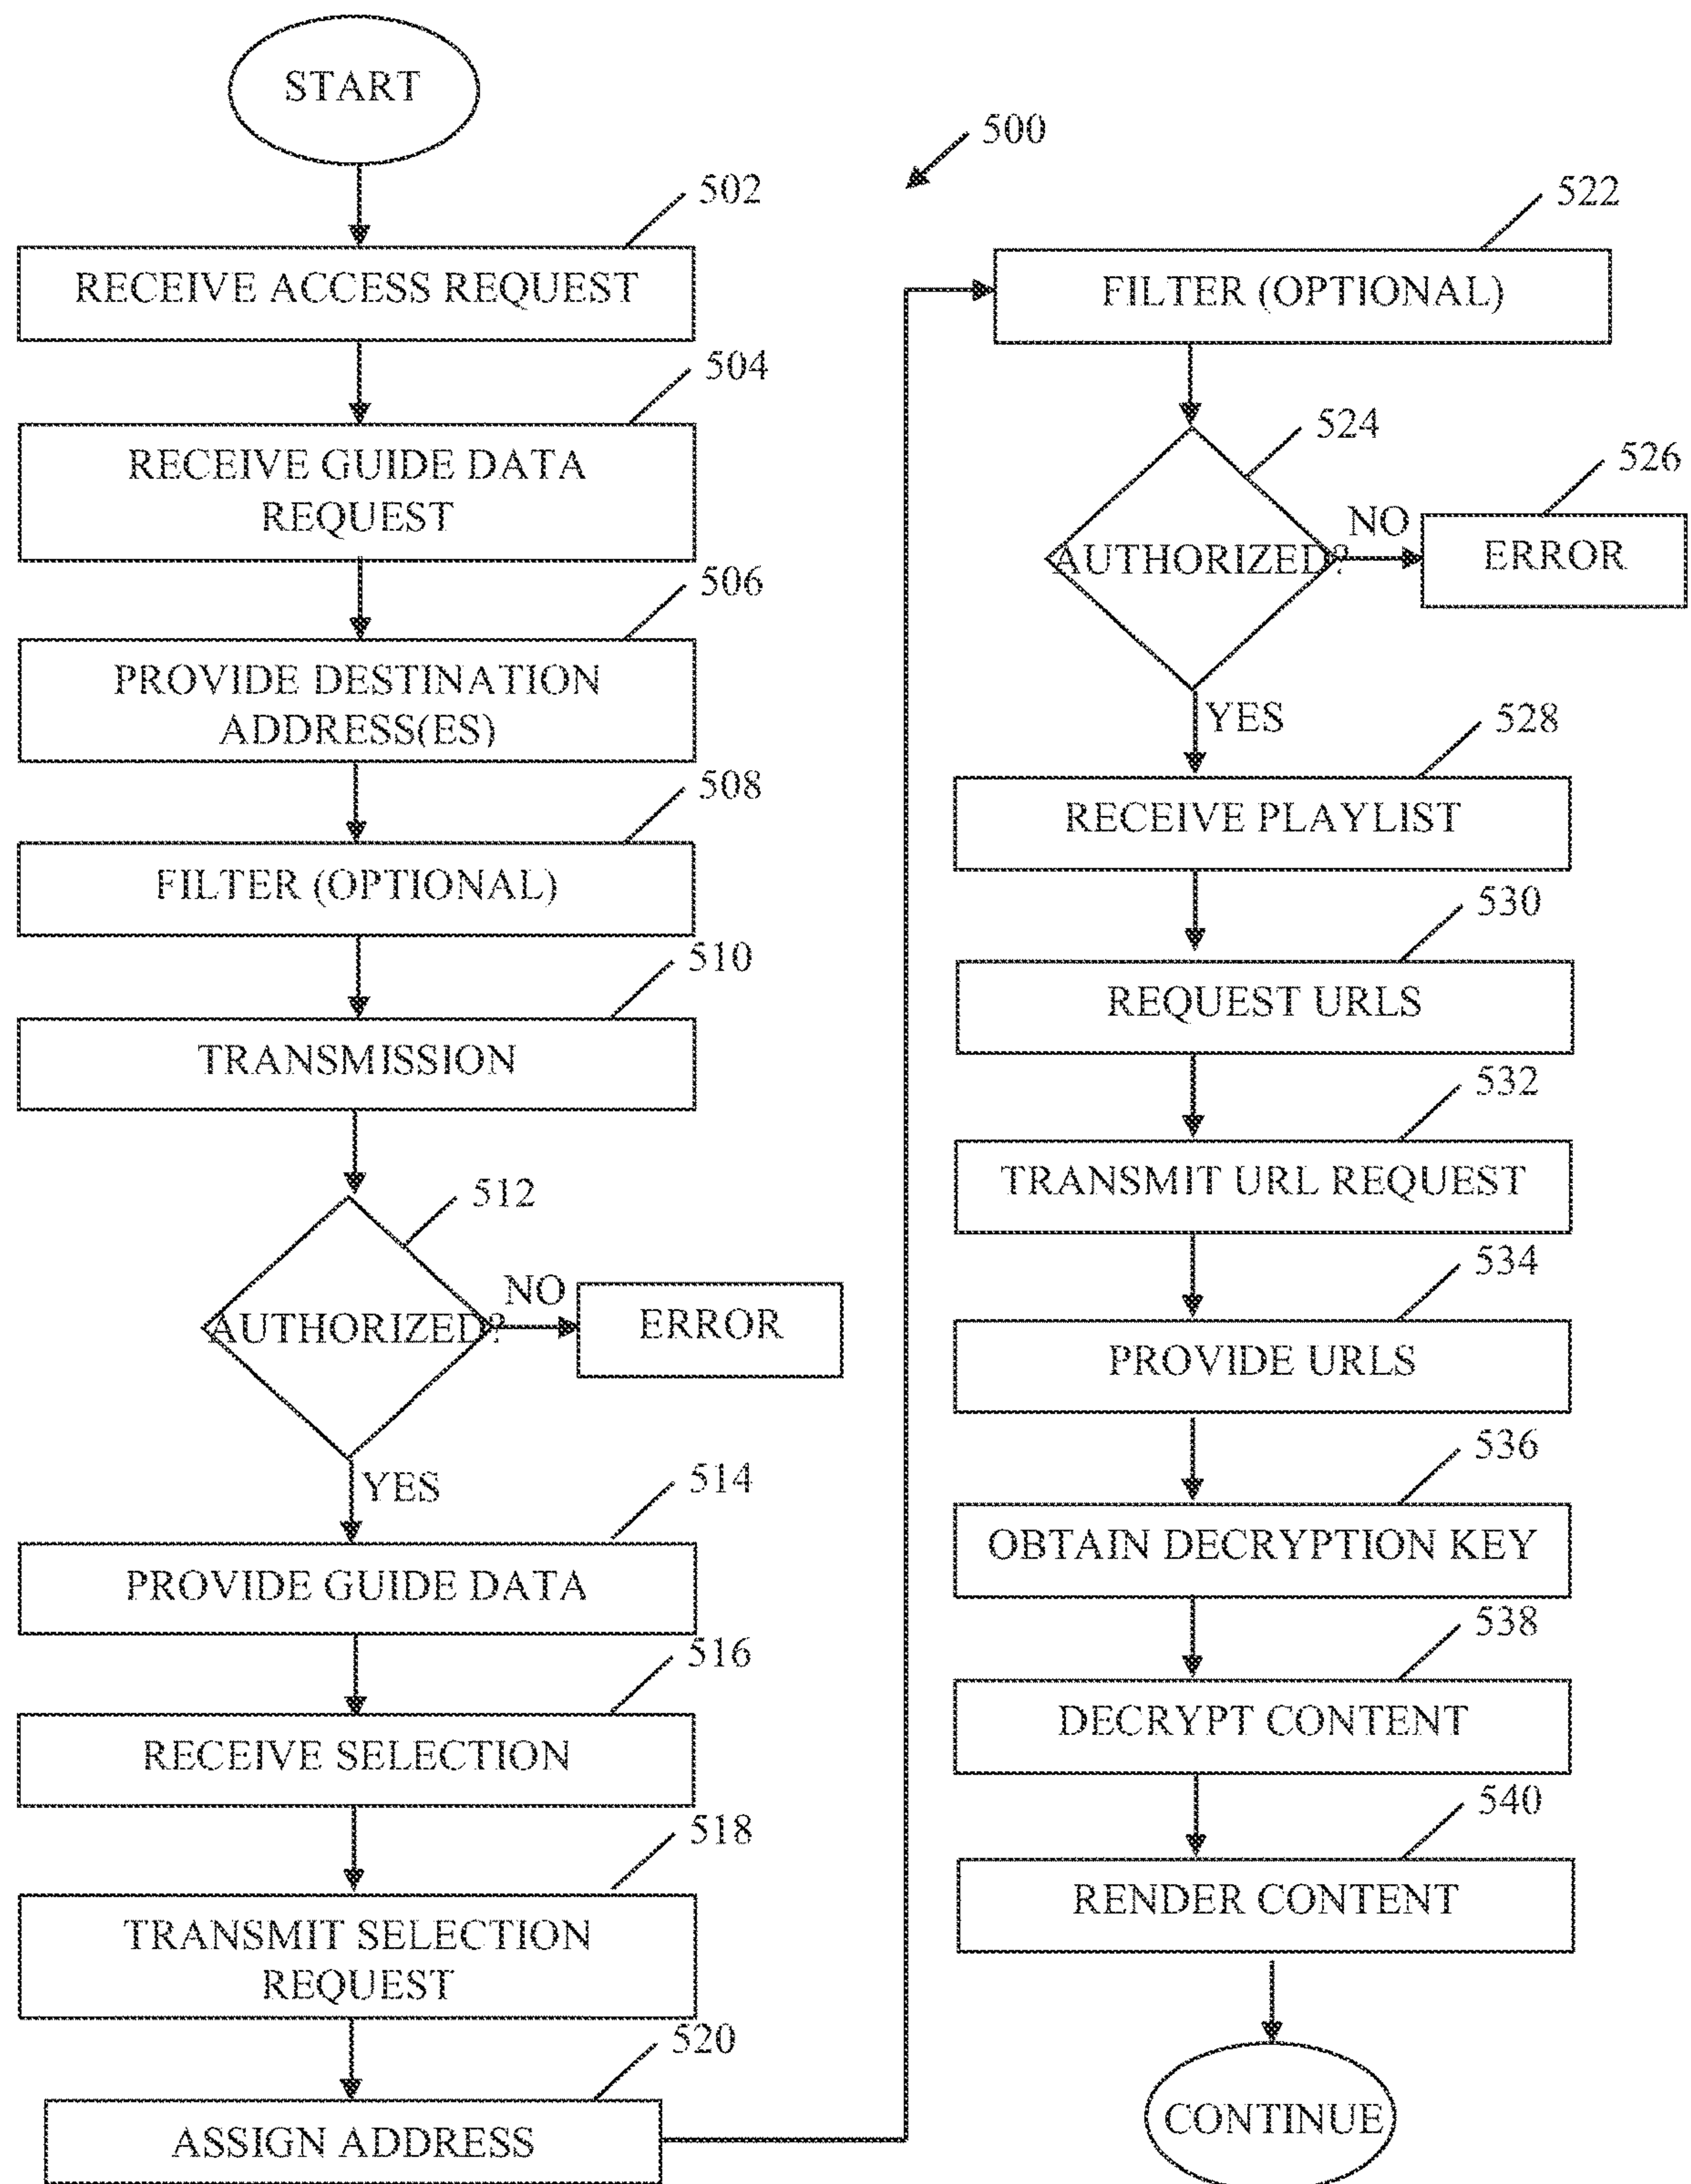 START
502
RECEIVE ACCESS REQUEST
504
RECEIVE GUIDE DATA
REQUEST
506
PROVIDE DESTINATION
ADDRESS(ES)
508
FILTER (OPTIONAL)
510
TRANSMISSION
512
AUTHORIZED?
NO
ERROR
YES
514
PROVIDE GUIDE DATA
516
RECEIVE SELECTION
518
TRANSMIT SELECTION
REQUEST
520
ASSIGN ADDRESS
500
522
FILTER (OPTIONAL)
524
AUTHORIZED?
NO
526
ERROR
YES
528
RECEIVE PLAYLIST
530
REQUEST URLS
532
TRANSMIT URL REQUEST
534
PROVIDE URLS
536
OBTAIN DECRYPTION KEY
538
DECRYPT CONTENT
540
RENDER CONTENT
CONTINUE